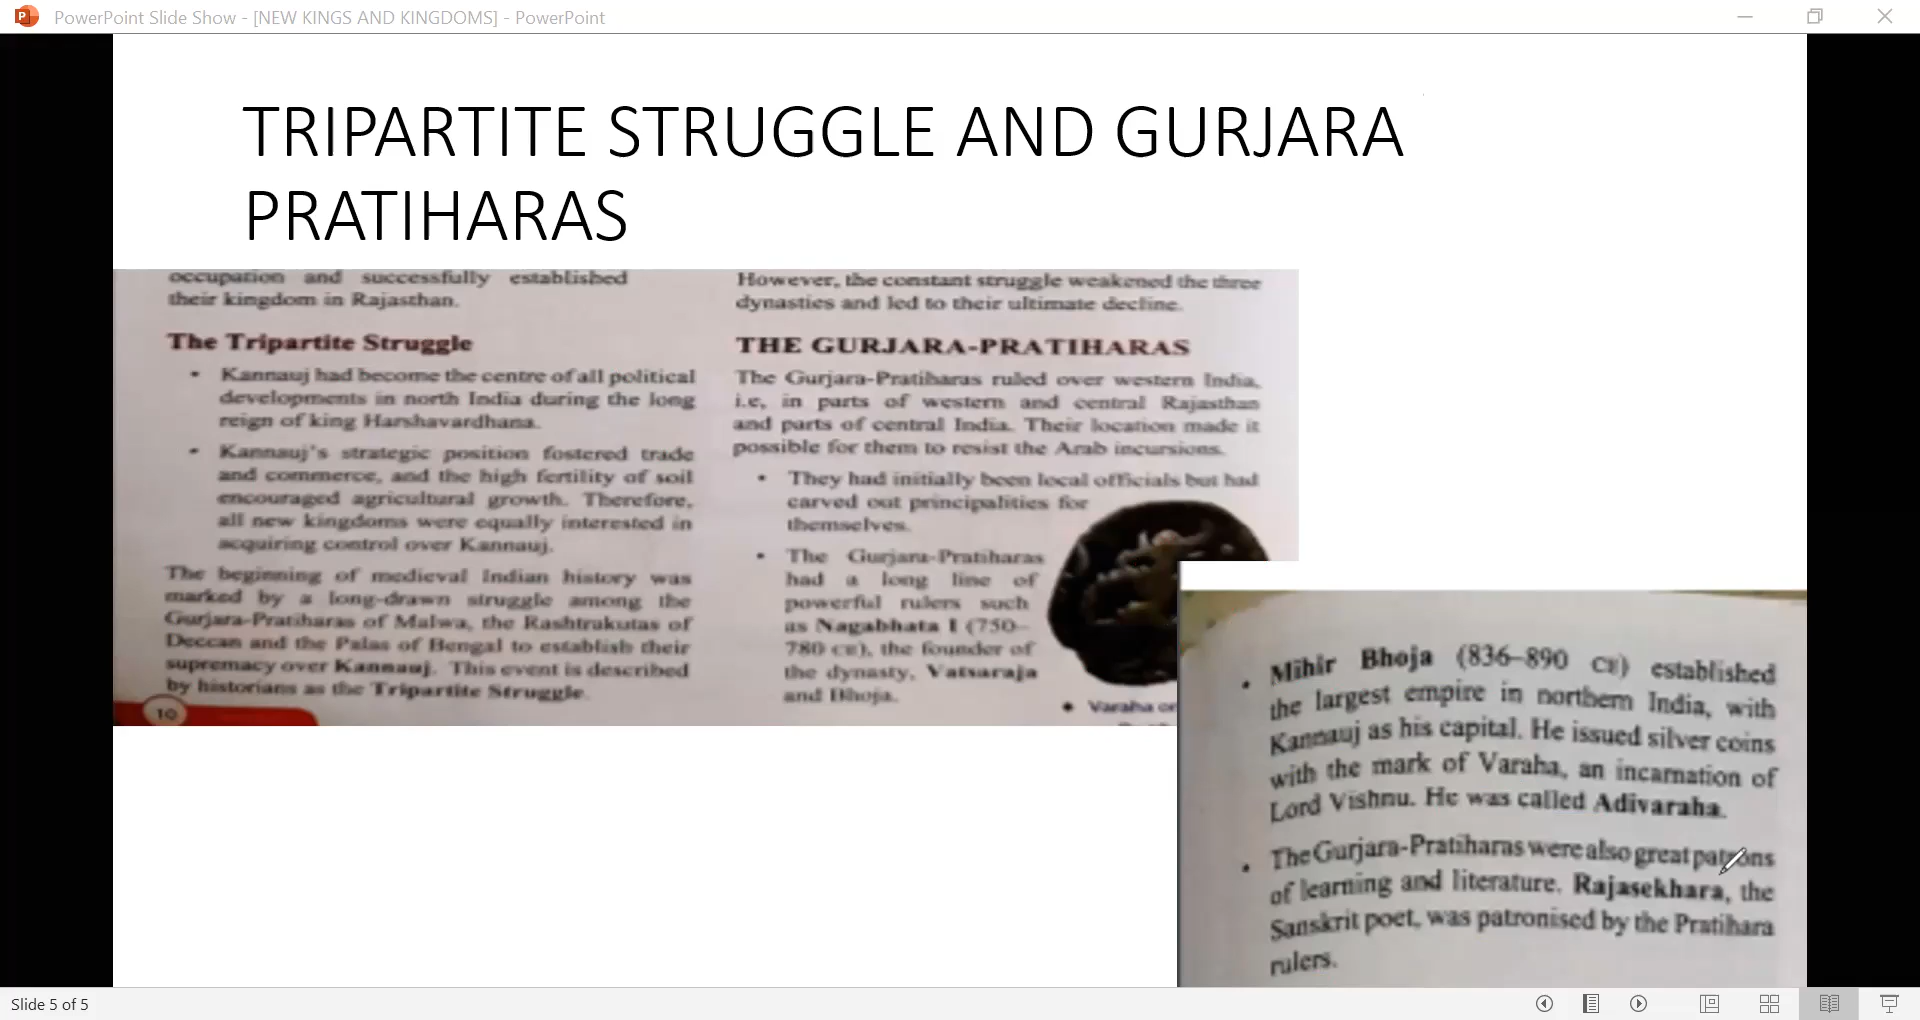 PowerPoint Slide Show - [NEW KINGS AND KINGDOMS] - PowerPoint
TRIPARTITE STRUGGLE AND GURJARA
PRATIHARAS
occupation and successfully established
their kingdom in Rajasthan.
The Tripartite Struggle
• Kannauj had become the centre of all political
developments in north India during the long
reign of king Harshavardhana.
• Kannauj's strategic position fostered trade
and commerce, and the high fertility of soil
encouraged agricultural growth. Therefore,
all new kingdoms were equally interested in
acquiring control over Kannauj.
The beginning of medieval Indian history was
marked by a long-drawn struggle among the
Gurjara-Pratiharas of Malwa, the Rashtrakutas of
Deccan and the Palas of Bengal to establish their
supremacy over Kannauj. This event is described
by historians as the Tripartite Struggle.
10
However, the constant struggle weakened the three
dynasties and led to their ultimate decline.
THE GURJARA-PRATIHARAS
The Gurjara-Pratiharas ruled over western India,
i.e, in parts of western and central Rajasthan
and parts of central India. Their location made it
possible for them to resist the Arab incursions.
• They had initially been local officials but had
carved out principalities for
themselves.
• The Gurjara-Pratiharas
had a long line of
powerful rulers such
as Nagabhata I (750–
780 CE), the founder of
the dynasty, Vatsaraja
and Bhoja.
Varaha on
• Mihir Bhoja (836–890 CE) established
the largest empire in northern India, with
Kannauj as his capital. He issued silver coins
with the mark of Varaha, an incarnation of
Lord Vishnu. He was called Adivaraha.
• The Gurjara-Pratiharas were also great patrons
of learning and literature. Rajasekhara, the
Sanskrit poet, was patronised by the Pratihara
rulers.
Slide 5 of 5